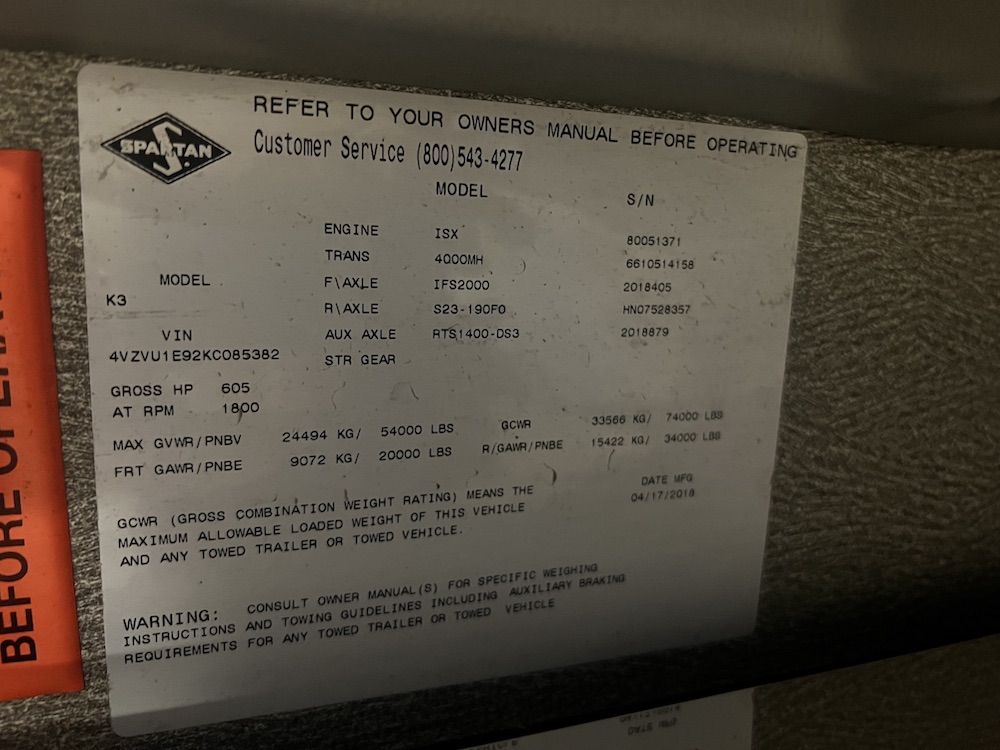 REFER TO YOUR OWNERS MANUAL BEFORE OPERATING
SPARTAN
Customer Service (800)543-4277
MODEL S/N
ENGINE ISX 80051371
TRANS 4000MH 6610514158
MODEL F\AXLE IFS2000 2018405
K3 R\AXLE S23-190F0 HN07528357
VIN AUX AXLE RTS1400-DS3 2018879
4VZVU1E92KC085382 STR GEAR
GROSS HP 605
AT RPM 1800
MAX GVWR/PNBV 24494 KG/ 54000 LBS GCWR 33566 KG/ 74000 LBS
FRT GAWR/PNBE 9072 KG/ 20000 LBS R/GAWR/PNBE 15422 KG/ 34000 LBS
DATE MFG
04/17/2018
GCWR (GROSS COMBINATION WEIGHT RATING) MEANS THE
MAXIMUM ALLOWABLE LOADED WEIGHT OF THIS VEHICLE
AND ANY TOWED TRAILER OR TOWED VEHICLE.
WARNING: CONSULT OWNER MANUAL(S) FOR SPECIFIC WEIGHING
INSTRUCTIONS AND TOWING GUIDELINES INCLUDING AUXILIARY BRAKING
REQUIREMENTS FOR ANY TOWED TRAILER OR TOWED VEHICLE
BEFORE